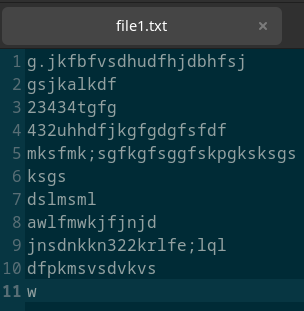 file1.txt ×
1 g.jkfbfvsdhudfhjdbhfsj
2 gsjkalkdf
3 23434tgfg
4 432uhhdfjkgfgdgfsfdf
5 mksfmk;sgfkgfsggfskpgksksgs
6 ksgs
7 dslmsml
8 awlfmwkjfjnjd
9 jnsdnkkn322krlfe;lql
10 dfpkmsvsdvkvs
11 w